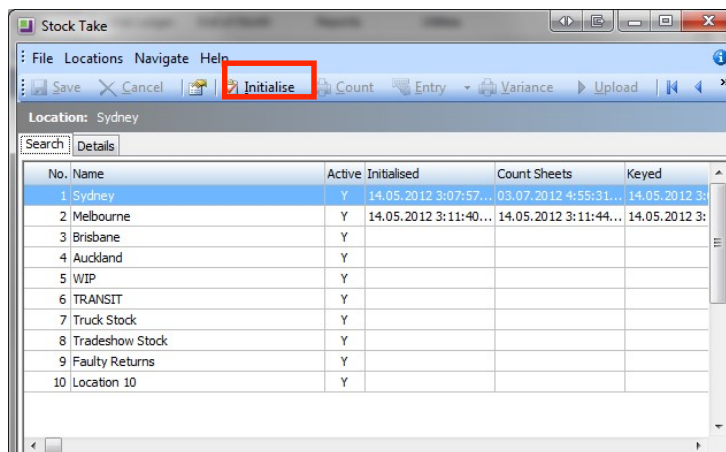 Stock Take
File Locations Navigate Help
Save Cancel Initialise Count Entry Variance Upload
Location: Sydney
Search Details
No. Name Active Initialised Count Sheets Keyed
1 Sydney Y 14.05.2012 3:07:57... 03.07.2012 4:55:31... 14.05.2012 3:
2 Melbourne Y 14.05.2012 3:11:40... 14.05.2012 3:11:44... 14.05.2012 3:
3 Brisbane Y
4 Auckland Y
5 WIP Y
6 TRANSIT Y
7 Truck Stock Y
8 Tradeshow Stock Y
9 Faulty Returns Y
10 Location 10 Y